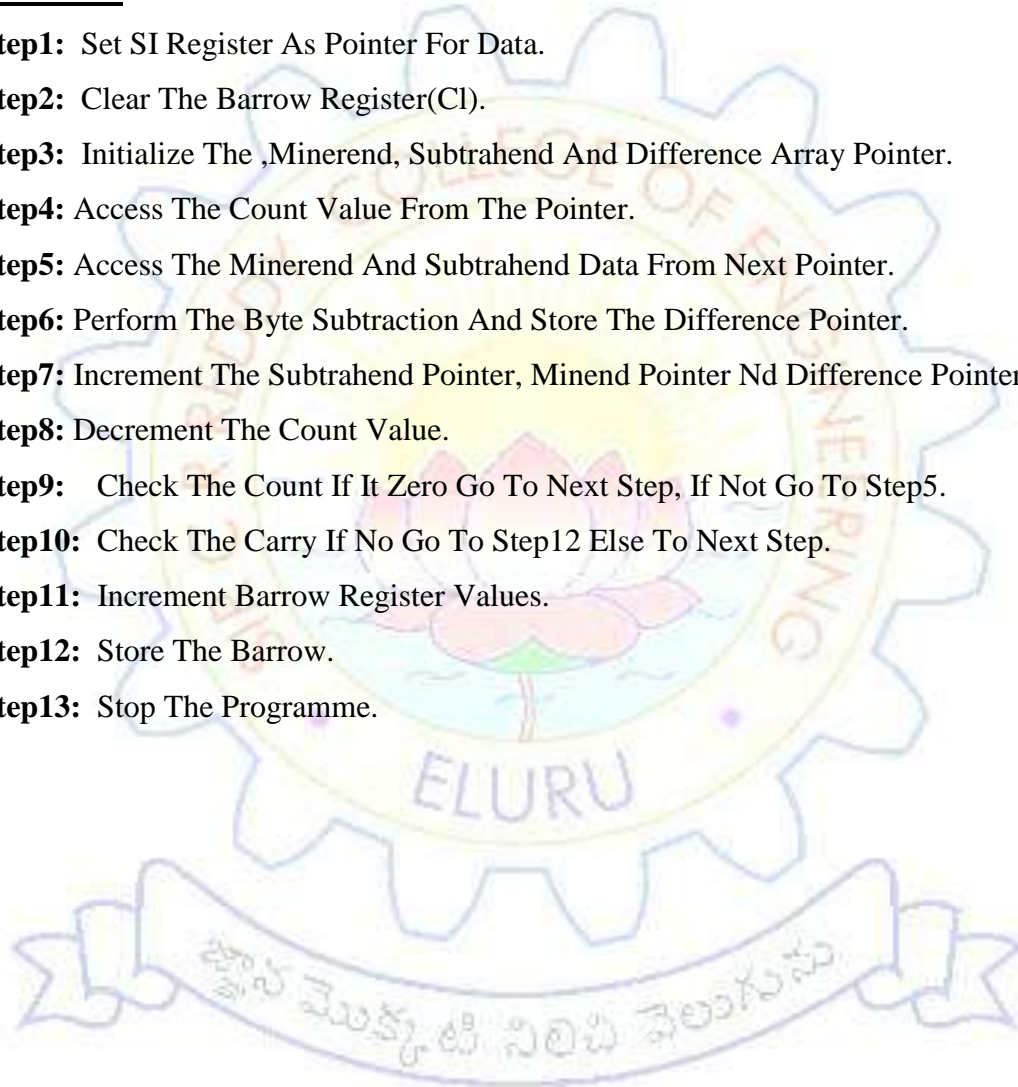 tep1: Set SI Register As Pointer For Data.
tep2: Clear The Barrow Register(Cl).
tep3: Initialize The ,Minerend, Subtrahend And Difference Array Pointer.
tep4: Access The Count Value From The Pointer.
tep5: Access The Minerend And Subtrahend Data From Next Pointer.
tep6: Perform The Byte Subtraction And Store The Difference Pointer.
tep7: Increment The Subtrahend Pointer, Minend Pointer Nd Difference Pointer
tep8: Decrement The Count Value.
tep9: Check The Count If It Zero Go To Next Step, If Not Go To Step5.
tep10: Check The Carry If No Go To Step12 Else To Next Step.
tep11: Increment Barrow Register Values.
tep12: Store The Barrow.
tep13: Stop The Programme.
SIR C R REDDY COLLEGE OF ENGINEERING
ELURU